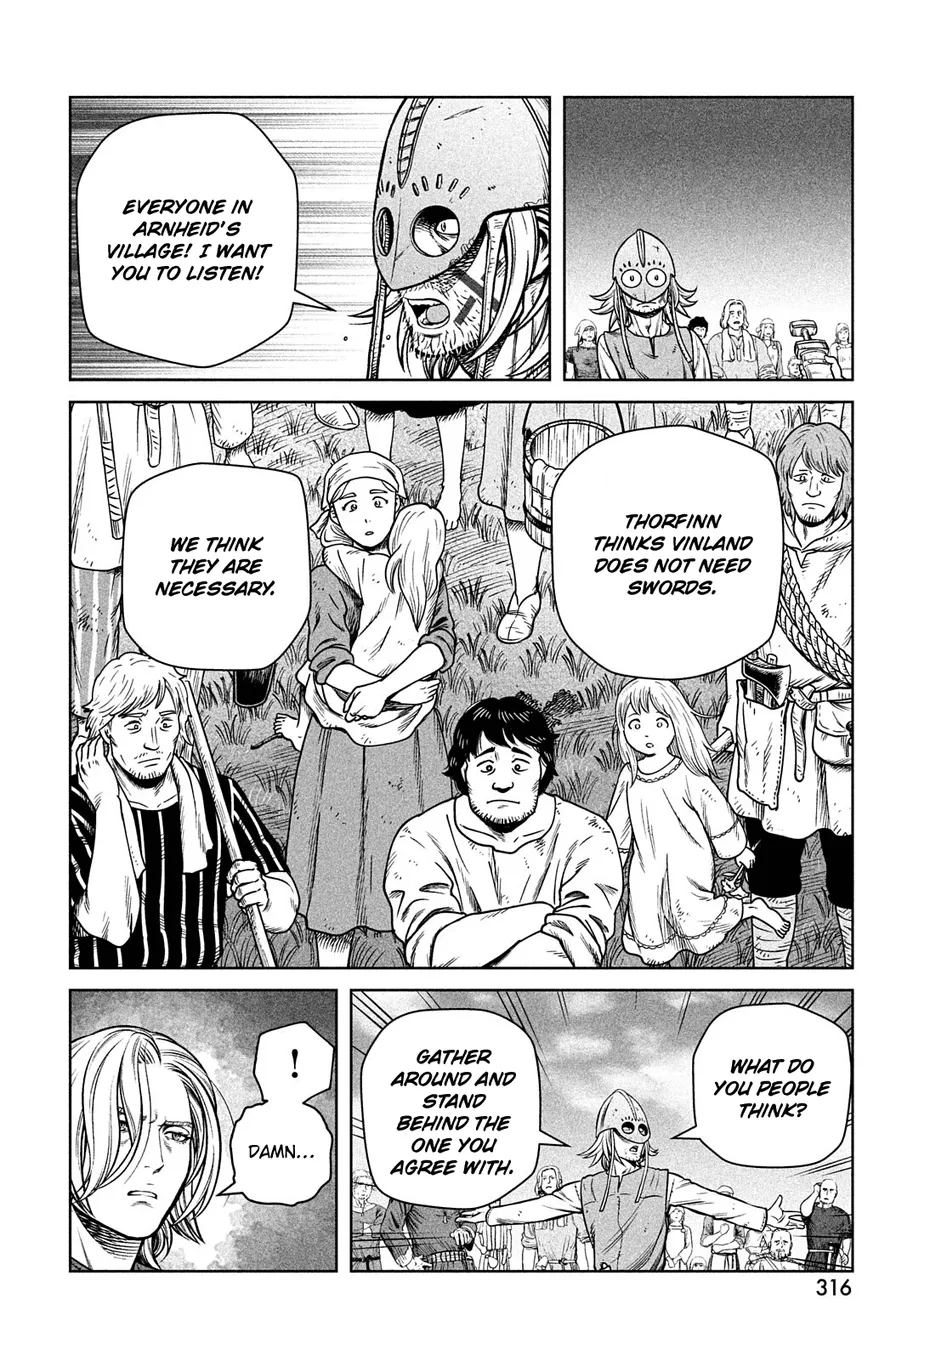 EVERYONE IN
ARNHEID'S
VILLAGE! I WANT
YOU TO LISTEN!
THORFINN
THINKS VINLAND
DOES NOT NEED
SWORDS.
WE THINK
THEY ARE
NECESSARY.
WHAT DO
YOU PEOPLE
THINK?
GATHER
AROUND AND
STAND
BEHIND THE
ONE YOU
AGREE WITH.
!
DAMN...
316